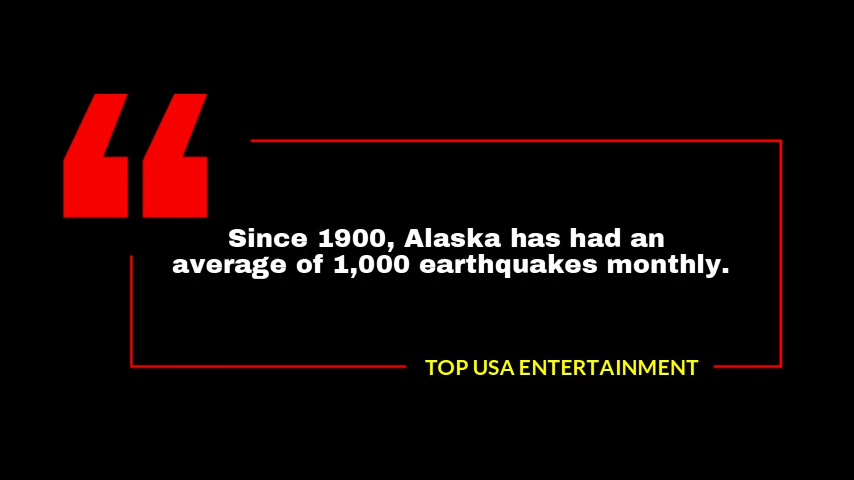 Since 1900, Alaska has had an
average of 1,000 earthquakes monthly.
TOP USA ENTERTAINMENT